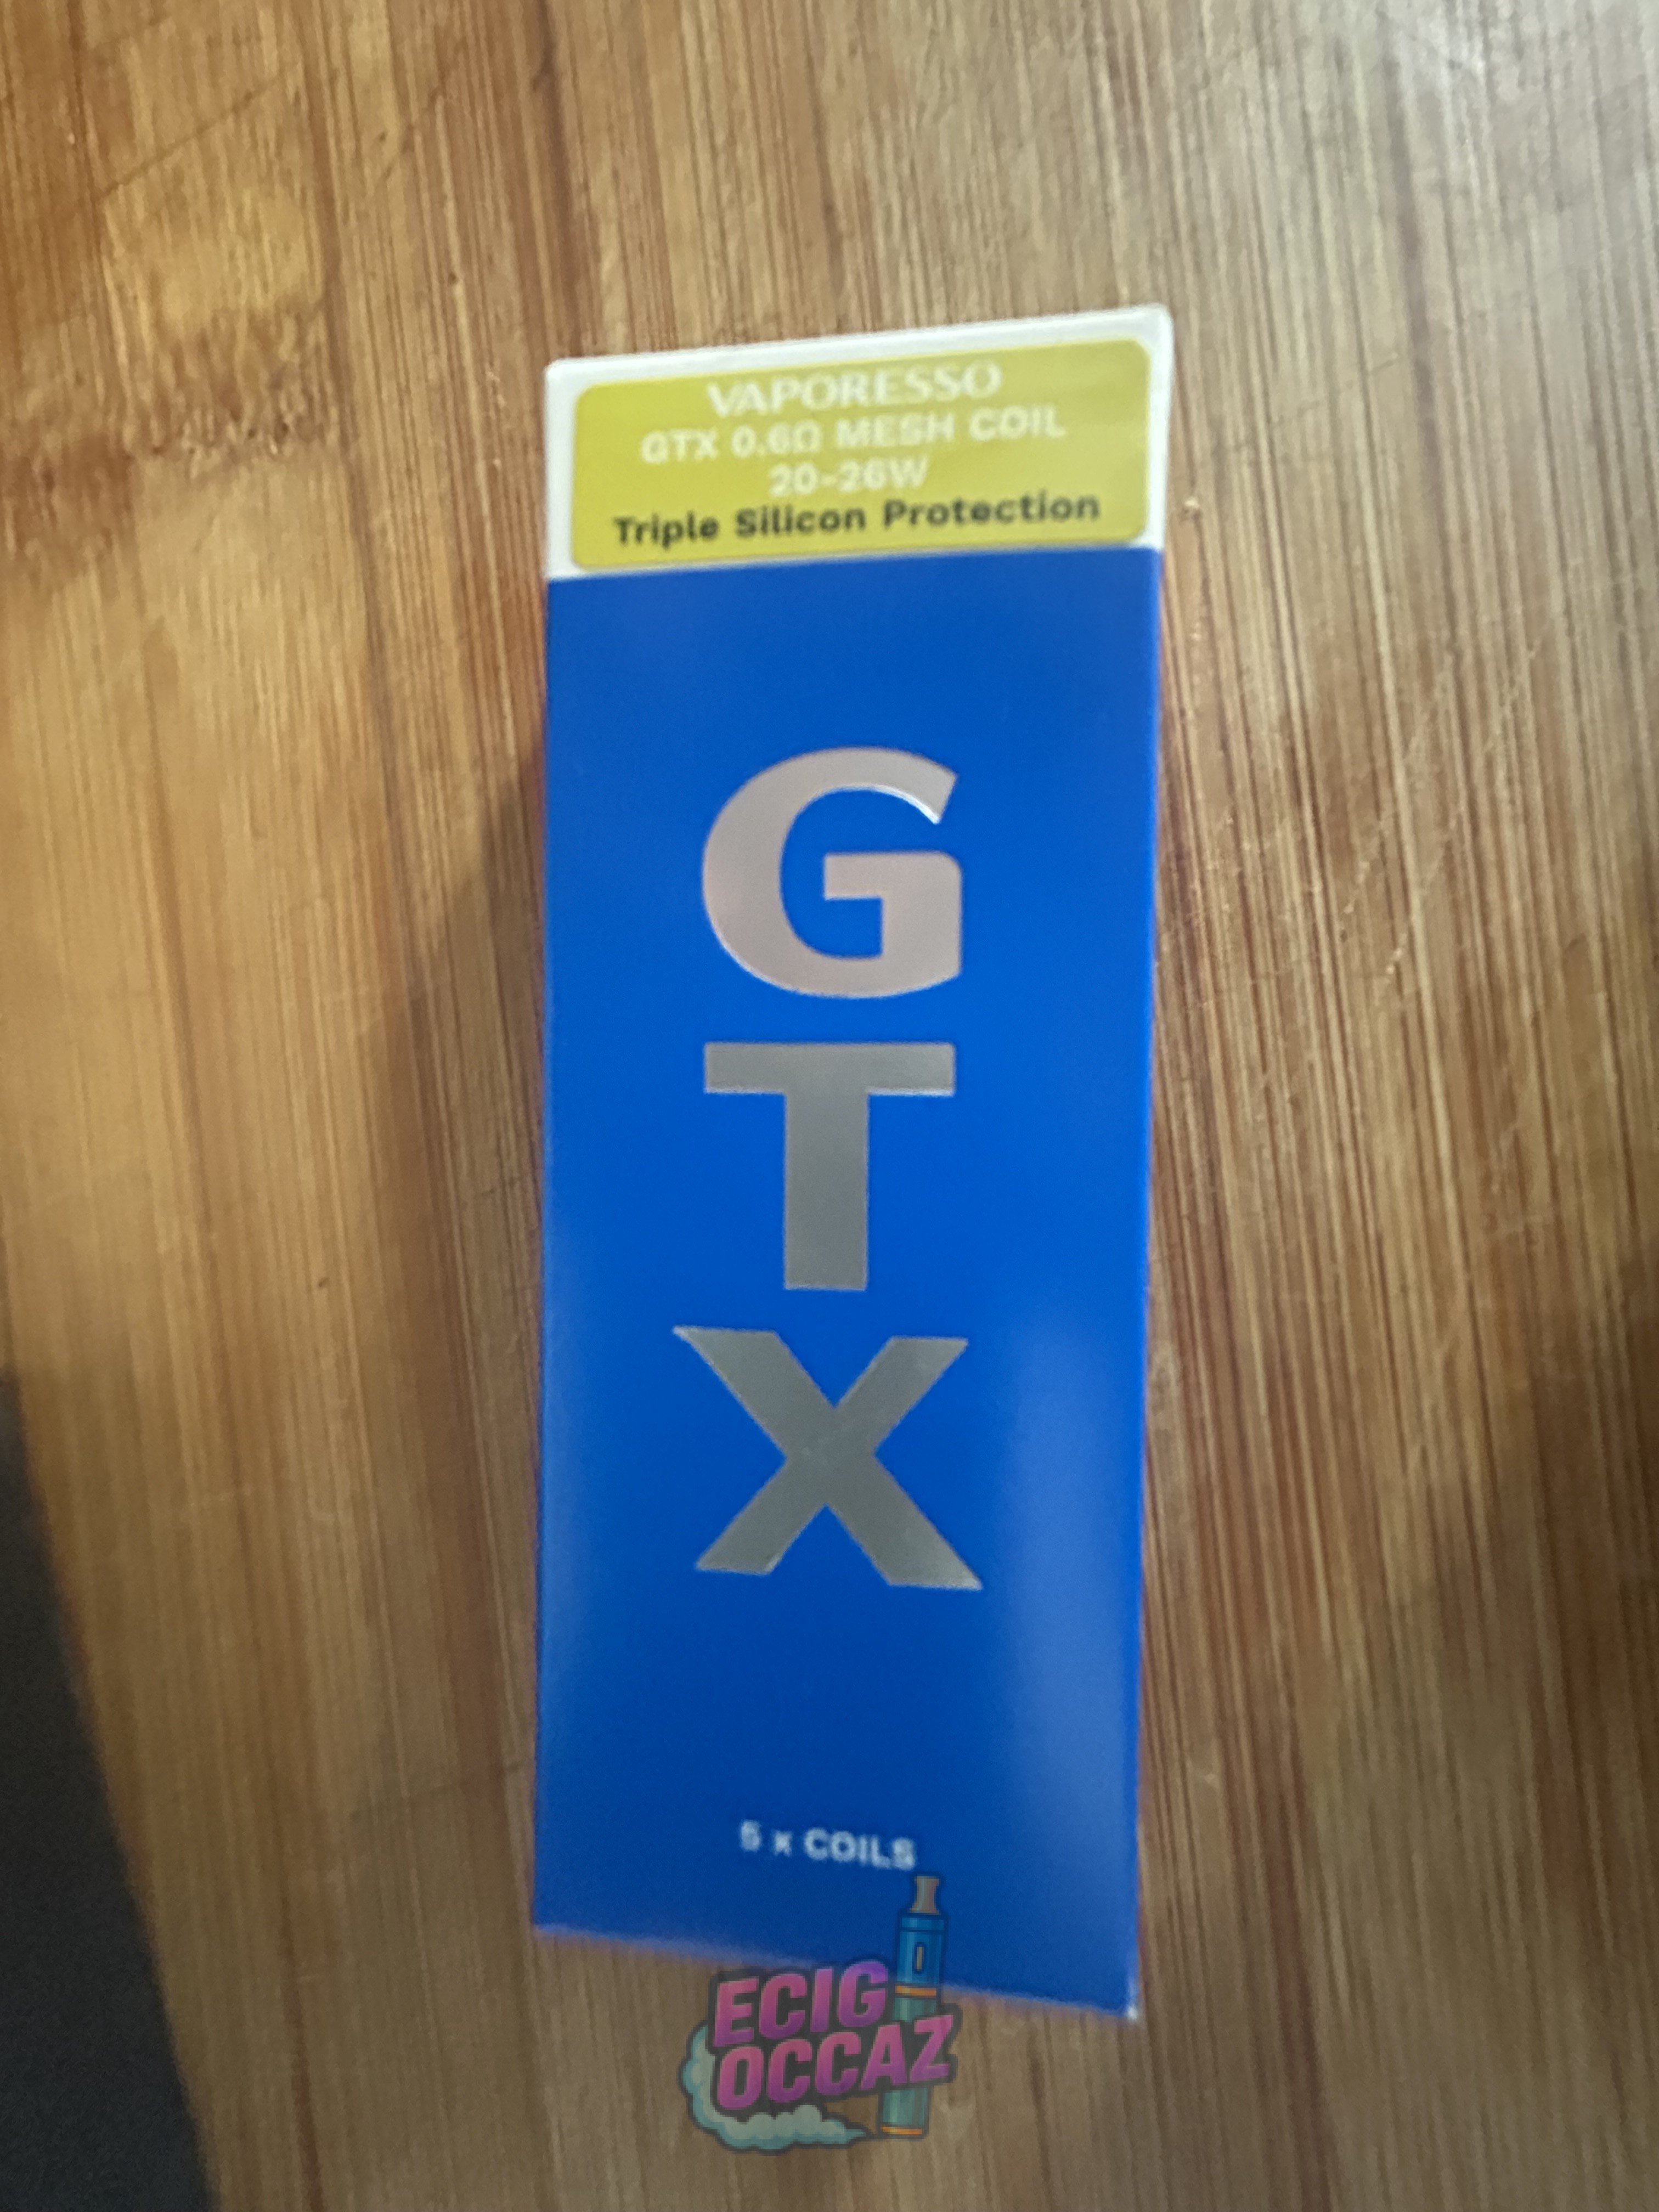 VAPORESSO
GTX 0.6Ω MESH COIL
20-26W
Triple Silicon Protection
G
T
X
5 x COILS
ECIG
OCCAZ